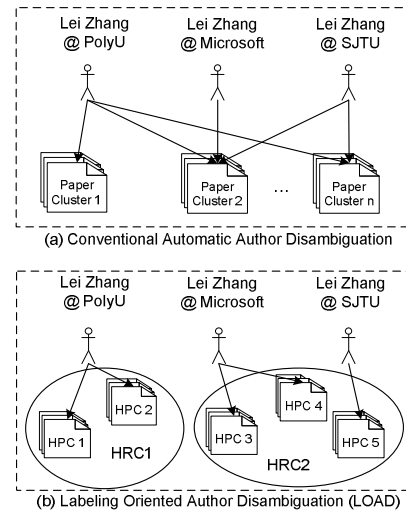 Lei Zhang Lei Zhang Lei Zhang
@ PolyU @ Microsoft @ SJTU
Paper Paper Paper
Cluster 1 Cluster 2 ... Cluster n
(a) Conventional Automatic Author Disambiguation
Lei Zhang Lei Zhang Lei Zhang
@ PolyU @ Microsoft @ SJTU
HPC 2 HPC 4
HPC 1 HPC 3 HPC 5
HRC1 HRC2
(b) Labeling Oriented Author Disambiguation (LOAD)